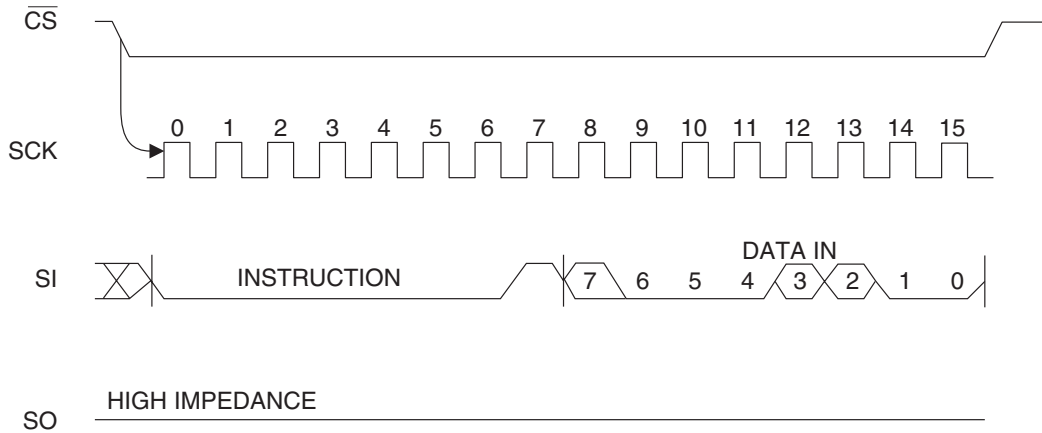 CS
0 1 2 3 4 5 6 7 8 9 10 11 12 13 14 15
SCK
DATA IN
SI INSTRUCTION 7 6 5 4 3 2 1 0
HIGH IMPEDANCE
SO